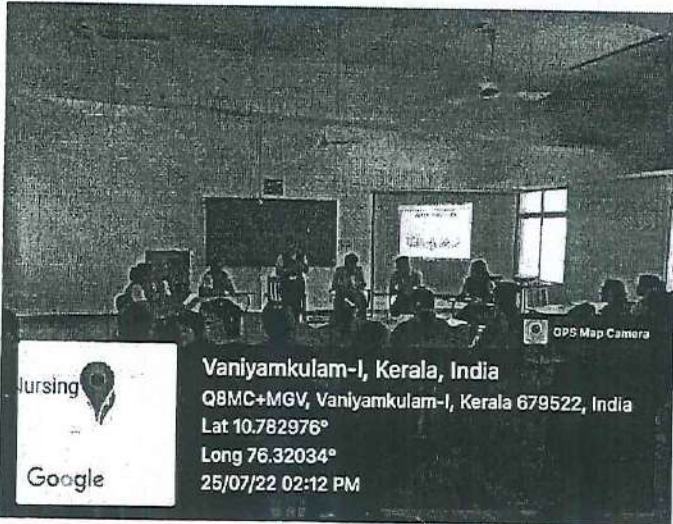 GPS Map Camera
Vaniyamkulam-I, Kerala, India
Q8MC+MGV, Vaniyamkulam-I, Kerala 679522, India
Lat 10.782976°
Long 76.32034°
25/07/22 02:12 PM
Nursing
Google